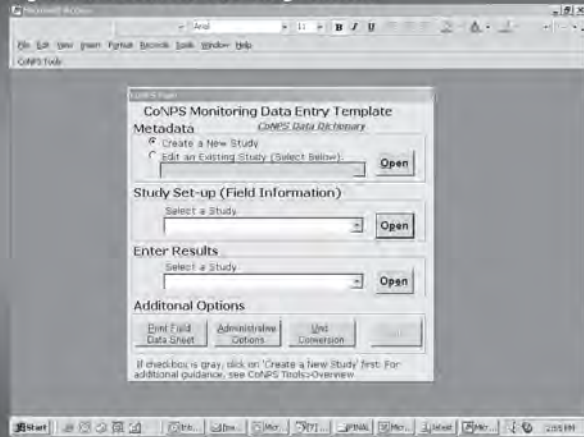 Microsoft Access
Arial 11 B I U
File Edit View Insert Format Records Tools Window Help
CoNPS Tools
CoNPS Monitoring Data Entry Template
Metadata CoNPS Data Dictionary
Create a New Study
Edit an Existing Study (Select Below):
Open
Study Set-up (Field Information)
Select a Study
Open
Enter Results
Select a Study
Open
Additonal Options
Print Field Data Sheet
Administrative Options
Unit Conversion
If checkbox is gray, click on 'Create a New Study' first. For
additional guidance, see CoNPS Tools:Overview
Start